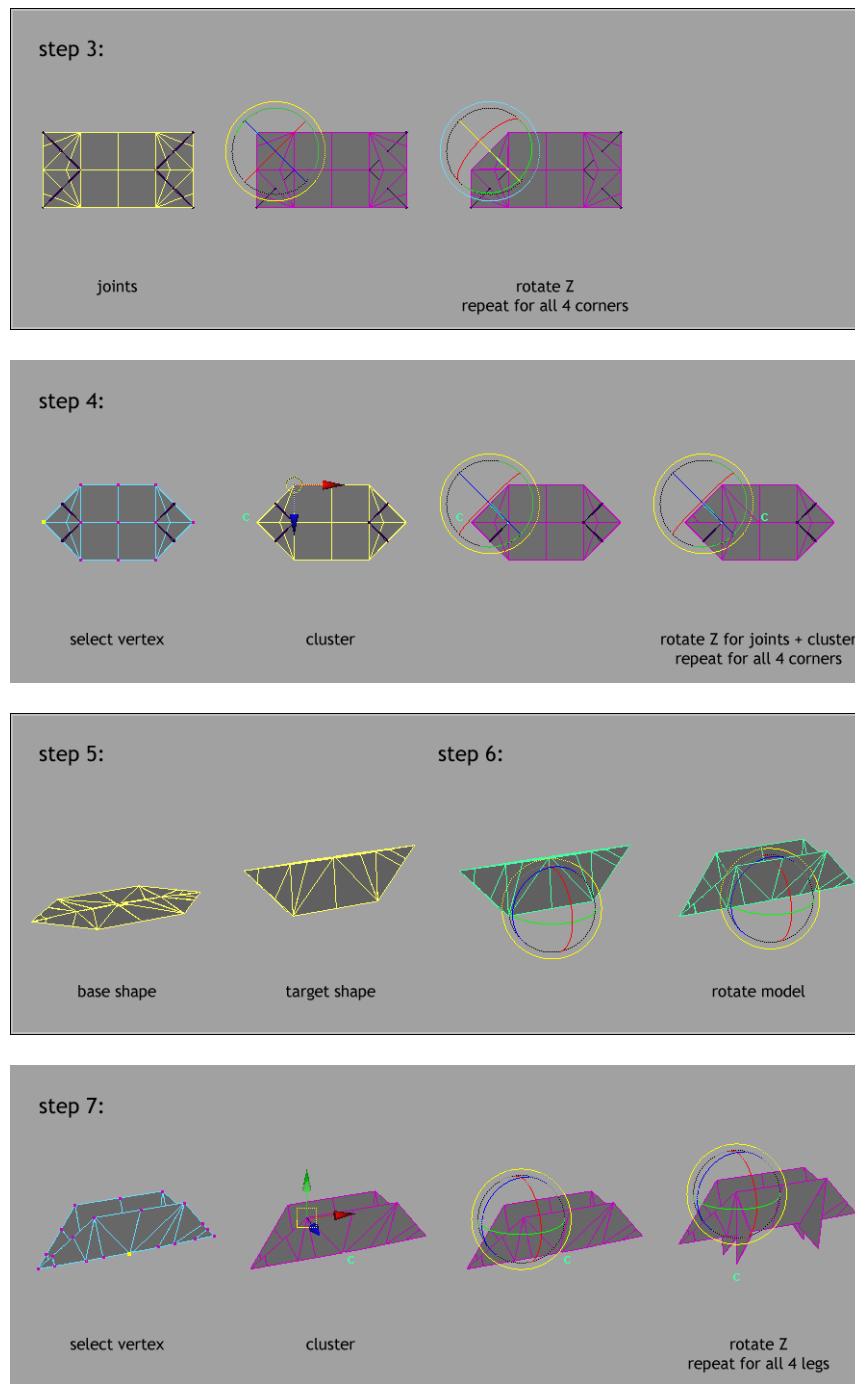 step 3:
joints
rotate Z
repeat for all 4 corners
step 4:
C
C
C
select vertex
cluster
rotate Z for joints + cluster
repeat for all 4 corners
step 5:
step 6:
base shape
target shape
rotate model
step 7:
C
C
C
select vertex
cluster
rotate Z
repeat for all 4 legs